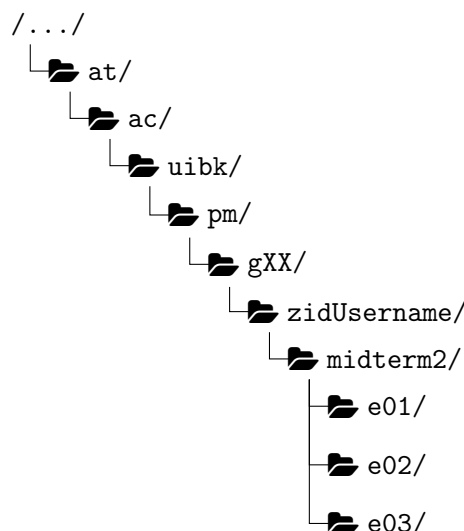 /.../
at/
ac/
uibk/
pm/
gXX/
zidUsername/
midterm2/
e01/
e02/
e03/